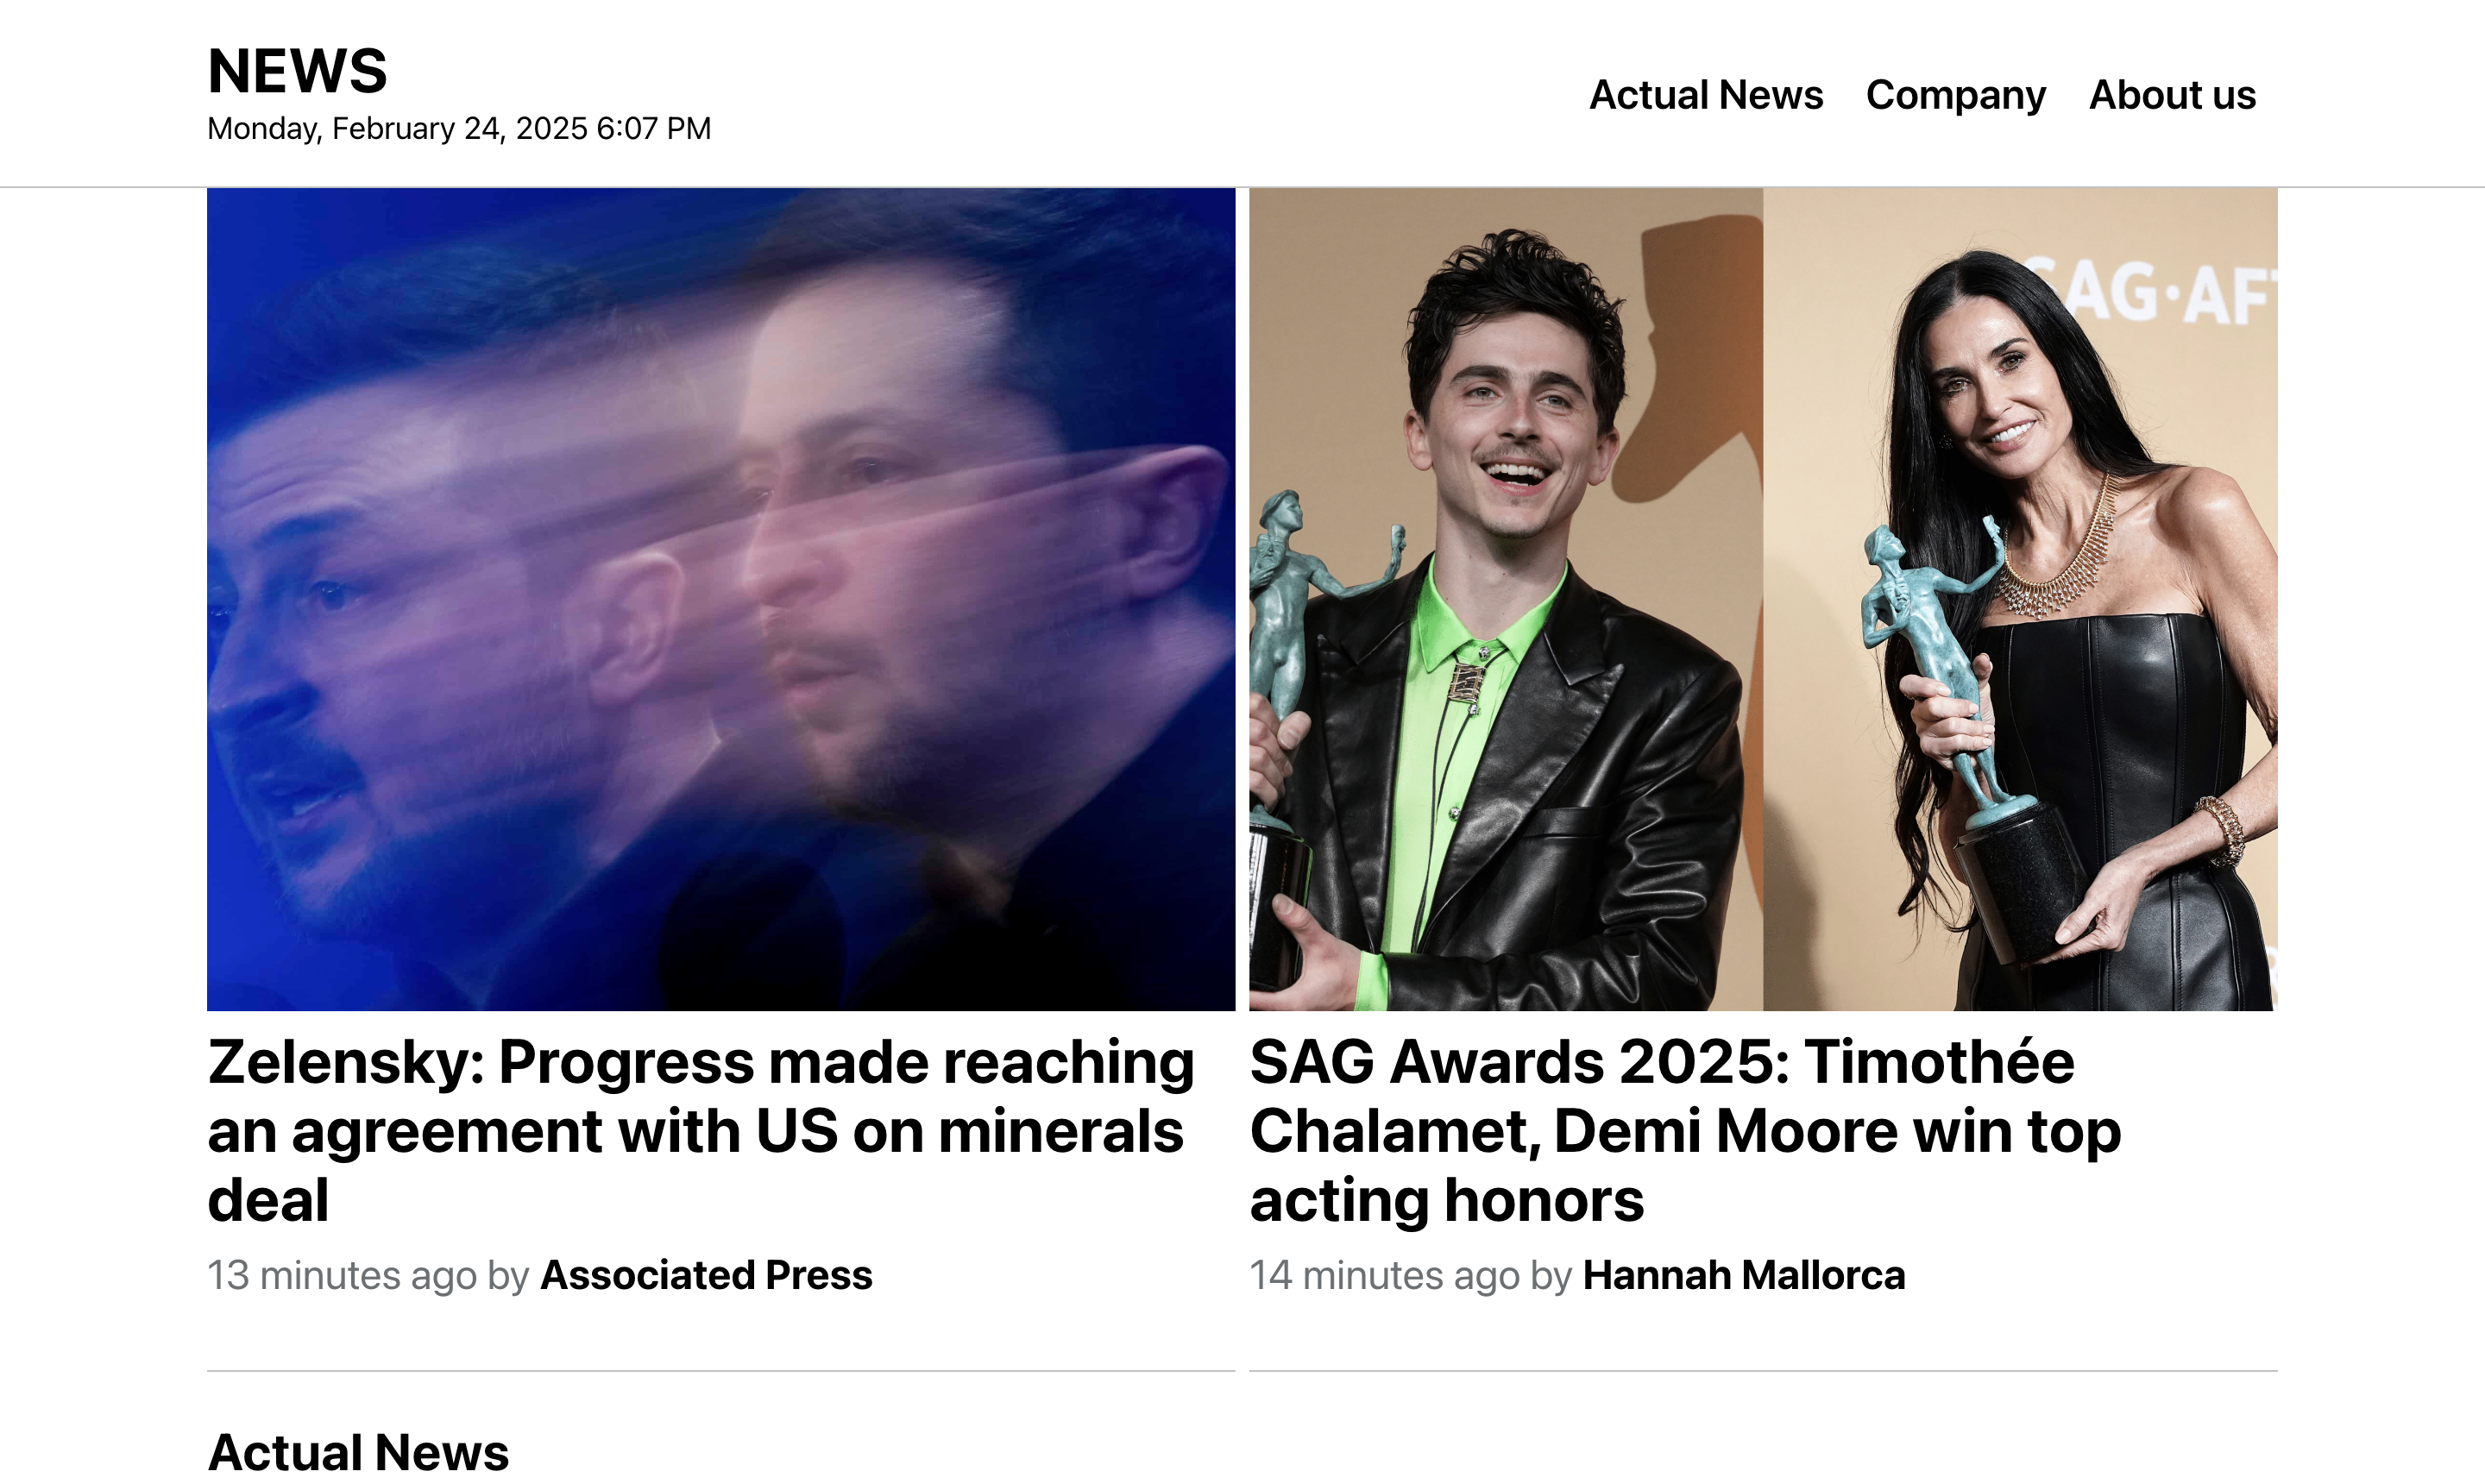 NEWS
Monday, February 24, 2025 6:07 PM
Actual News
Company
About us
SAG·AF
Zelensky: Progress made reaching
an agreement with US on minerals
deal
13 minutes ago by Associated Press
SAG Awards 2025: Timothée
Chalamet, Demi Moore win top
acting honors
14 minutes ago by Hannah Mallorca
Actual News